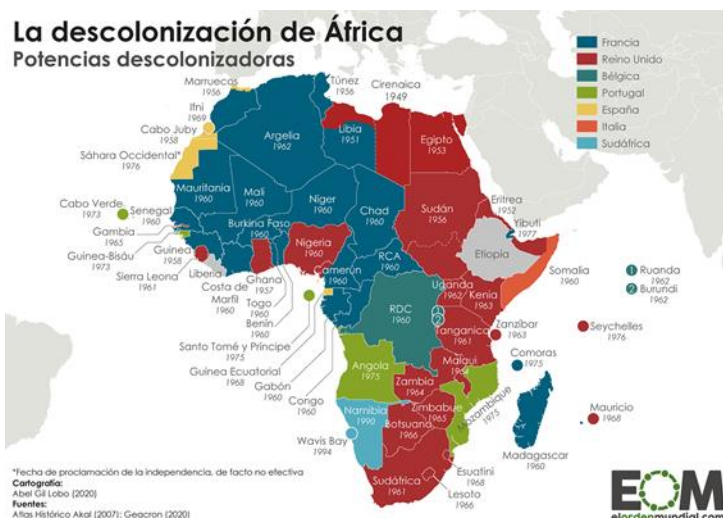 La descolonización de África
Potencias descolonizadoras
Francia
Reino Unido
Bélgica
Portugal
España
Italia
Sudáfrica
Marruecos
1956
Túnez
1956
Cirenaica
1949
Ifni
1969
Cabo Juby
1958
Sáhara Occidental*
1976
Argelia
1962
Libia
1951
Egipto
1953
Mauritania
1960
Mali
1960
Níger
1960
Chad
1960
Sudán
1956
Eritrea
1952
Yibuti
1977
Cabo Verde
1973
Senegal
1960
Gambia
1965
Guinea-Bisáu
1973
Guinea
1958
Sierra Leona
1961
Liberia
Costa de
Marfil
1960
Burkina Faso
1960
Ghana
1957
Togo
1960
Benín
1960
Nigeria
1960
Camerún
1960
RCA
1960
Etiopía
Somalia
1960
1 Ruanda
1962
2 Burundi
1962
Santo Tomé y Príncipe
1975
Guinea Ecuatorial
1968
Gabón
1960
Congo
1960
RDC
1960
Uganda
1962
Kenia
1963
1
2
Tanganica
1961
Zanzíbar
1963
Seychelles
1976
Angola
1975
Zambia
1964
Malaui
1964
Mozambique
1975
Comoras
1975
Zimbabue
1965
Namibia
1990
Botsuana
1966
Mauricio
1968
Madagascar
1960
Wavis Bay
1994
Sudáfrica
1961
Esuatini
1968
Lesoto
1966
*Fecha de proclamación de la independencia, de facto no efectiva
Cartografía:
Abel Gil Lobo (2020)
Fuentes:
Atlas Histórico Akal (2007); Geacron (2020)
EOM
elordenmundial.com